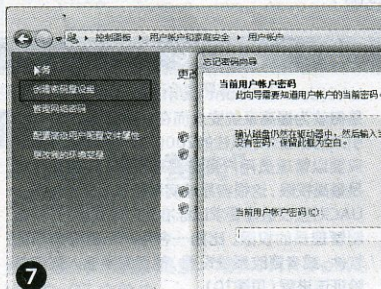 控制面板 ▸ 用户帐户和家庭安全 ▸ 用户帐户
任务
创建密码重设盘
管理网络密码
配置高级用户配置文件属性
更改我的环境变量
忘记密码向导
当前用户帐户密码
此向导需要知道用户帐户的当前密码。
确认磁盘仍然在驱动器中，然后输入当
没有密码，保留此框为空白。
当前用户帐户密码(C):
7